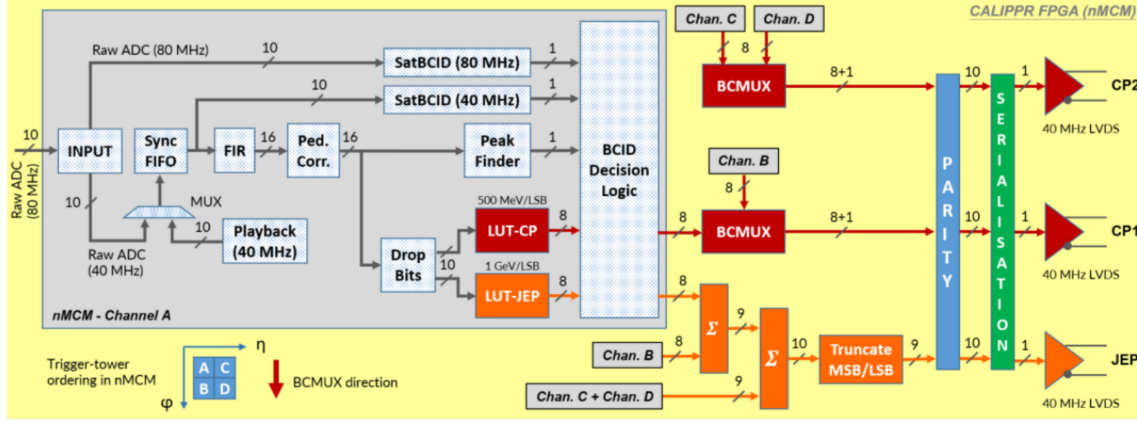 CALIPPR FPGA (nMCM)
Chan. C
Chan. D
8
BCMUX
8+1
10
1
CP2
40 MHz LVDS
Raw ADC (80 MHz)
10
SatBCID (80 MHz)
1
10
SatBCID (40 MHz)
1
10
Raw ADC
(80 MHz)
INPUT
Sync
FIFO
FIR
16
Ped.
Corr.
16
Peak
Finder
1
BCID
Decision
Logic
MUX
10
Raw ADC
(40 MHz)
10
Playback
(40 MHz)
Drop
Bits
10
500 MeV/LSB
LUT-CP
8
1 GeV/LSB
LUT-JEP
8
nMCM - Channel A
Chan. B
8
8
BCMUX
8+1
PARITY
10
SERIALISATION
1
CP1
40 MHz LVDS
8
Σ
9
Chan. B
8
Σ
10
Truncate
MSB/LSB
9
10
1
JEP
40 MHz LVDS
Chan. C + Chan. D
9
Trigger-tower
ordering in nMCM
η
A C
B D
φ
BCMUX direction